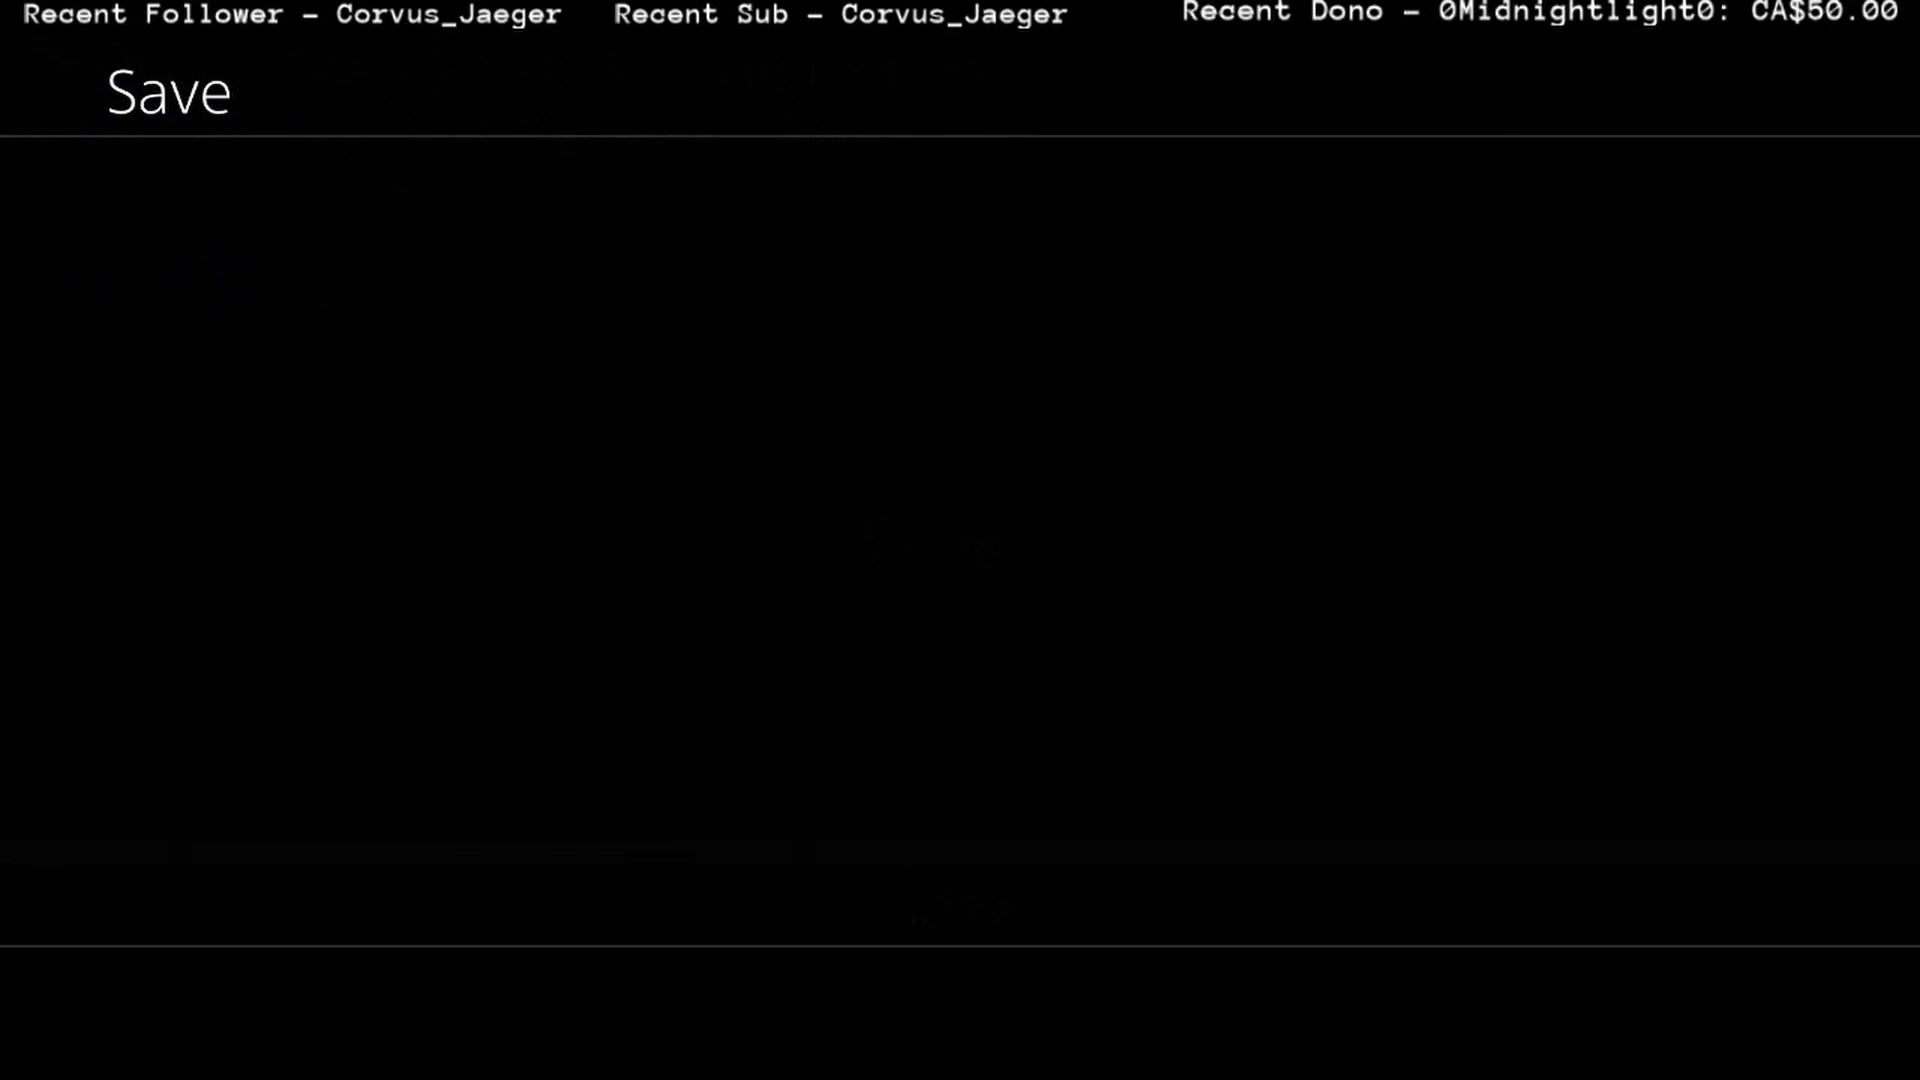 Recent Follower - Corvus_Jaeger Recent Sub - Corvus_Jaeger Recent Dono - 0Midnightlight0: CA$50.00
Save